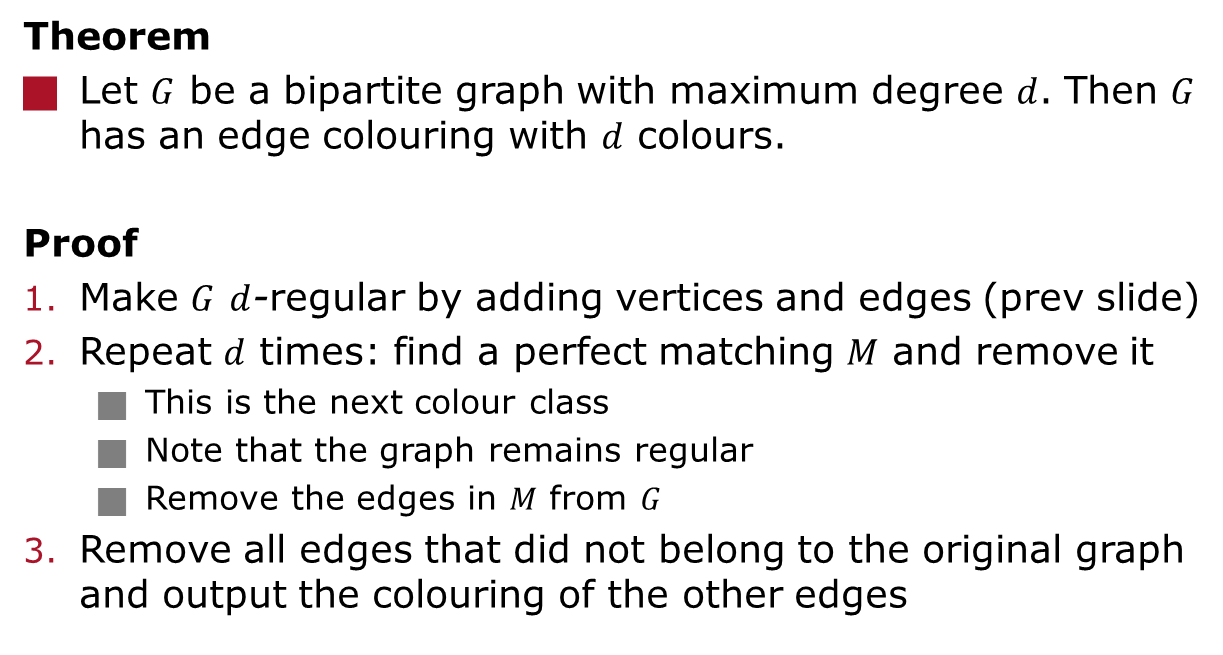 Theorem
Let G be a bipartite graph with maximum degree d. Then G
has an edge colouring with d colours.
Proof
1. Make G d-regular by adding vertices and edges (prev slide)
2. Repeat d times: find a perfect matching M and remove it
This is the next colour class
Note that the graph remains regular
Remove the edges in M from G
3. Remove all edges that did not belong to the original graph
and output the colouring of the other edges